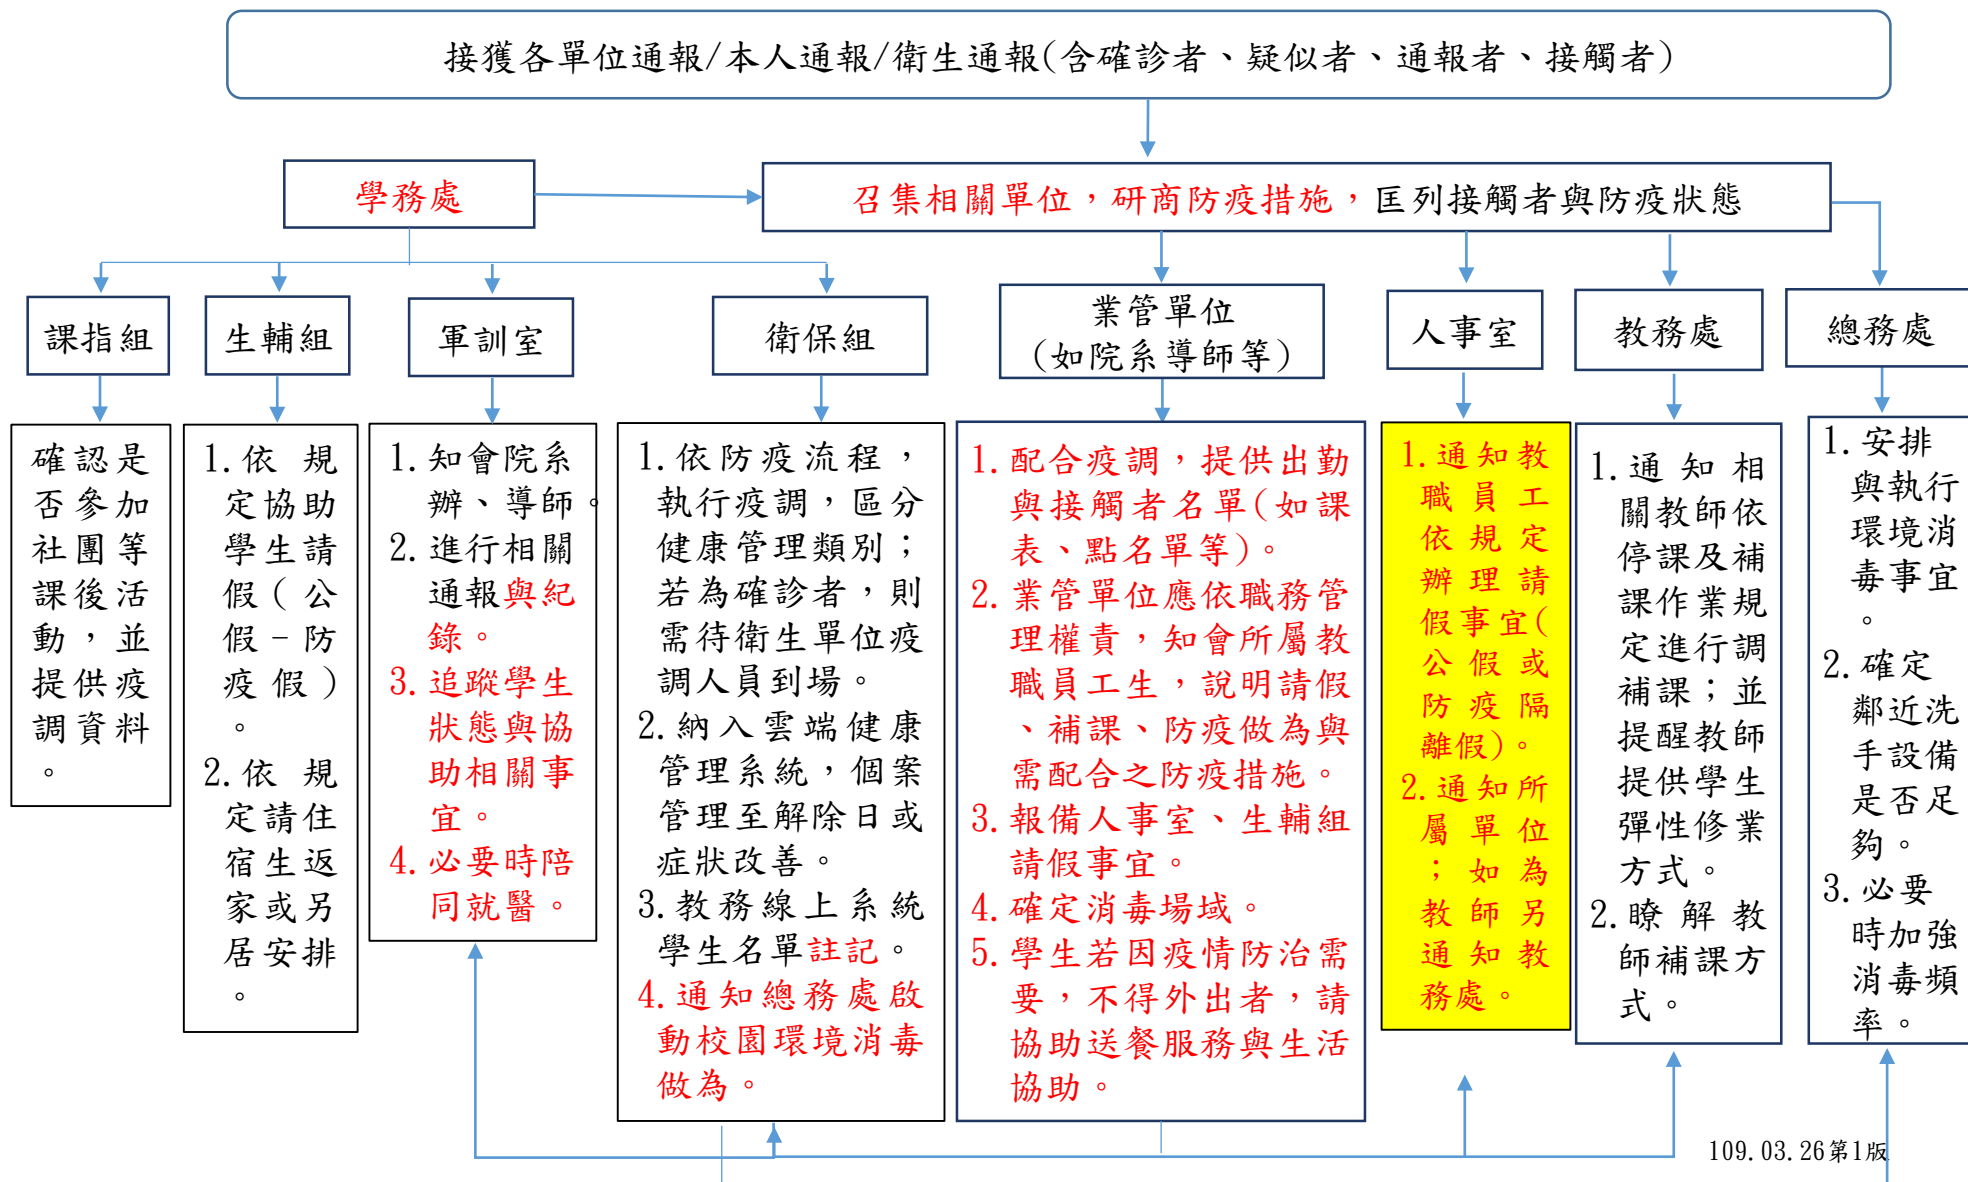 接獲各單位通報/本人通報/衛生通報(含確診者、疑似者、通報者、接觸者)
學務處
召集相關單位，研商防疫措施，匡列接觸者與防疫狀態
課指組
生輔組
軍訓室
衛保組
業管單位
(如院系導師等)
人事室
教務處
總務處
確認是
否參加
社團等
課後活
動，並
提供疫
調資料
。
1.依規
定協助
學生請
假(公
假-防
疫假)
。
2.依規
定請住
宿生返
家或另
居安排
。
1.知會院系
辦、導師。
2.進行相關
通報與紀
錄。
3.追蹤學生
狀態與協
助相關事
宜。
4.必要時陪
同就醫。
1.依防疫流程，
執行疫調，區分
健康管理類別；
若為確診者，則
需待衛生單位疫
調人員到場。
2.納入雲端健康
管理系統，個案
管理至解除日或
症狀改善。
3.教務線上系統
學生名單註記。
4.通知總務處啟
動校園環境消毒
做為。
1.配合疫調，提供出勤
與接觸者名單(如課
表、點名單等)。
2.業管單位應依職務管
理權責，知會所屬教
職員工生，說明請假
、補課、防疫做為與
需配合之防疫措施。
3.報備人事室、生輔組
請假事宜。
4.確定消毒場域。
5.學生若因疫情防治需
要，不得外出者，請
協助送餐服務與生活
協助。
1.通知教
職員工
依規定
辦理請
假事宜(
公假或
防疫隔
離假)。
2.通知所
屬單位
；如為
教師另
通知教
務處。
1.通知相
關教師依
停課及補
課作業規
定進行調
補課；並
提醒教師
提供學生
彈性修業
方式。
2.瞭解教
師補課方
式。
1.安排
與執行
環境消
毒事宜
。
2.確定
鄰近洗
手設備
是否足
夠。
3.必要
時加強
消毒頻
率。
109.03.26第1版